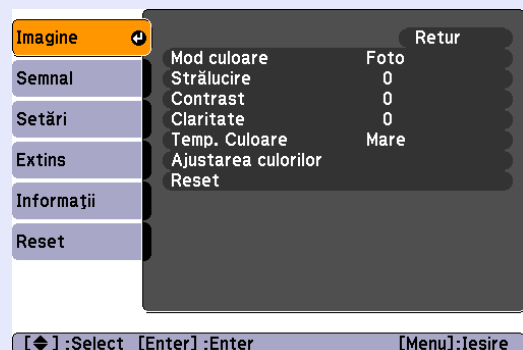 Imagine
Semnal
Setări
Extins
Informaţii
Reset
Retur
Mod culoare Foto
Strălucire 0
Contrast 0
Claritate 0
Temp. Culoare Mare
Ajustarea culorilor
Reset
[◆] :Select [Enter] :Enter [Menu]:Iesire